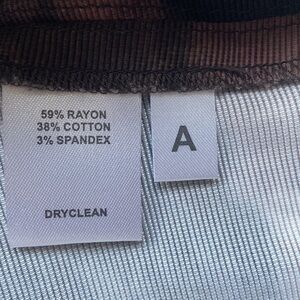 59% RAYON
38% COTTON
3% SPANDEX
DRYCLEAN
A